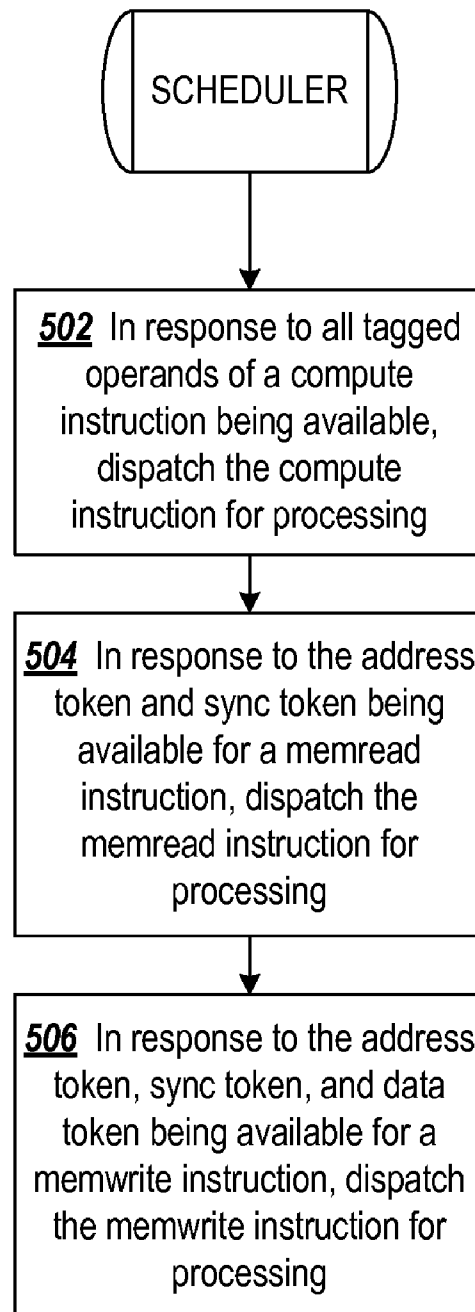 SCHEDULER
502 In response to all tagged
operands of a compute
instruction being available,
dispatch the compute
instruction for processing
504 In response to the address
token and sync token being
available for a memread
instruction, dispatch the
memread instruction for
processing
506 In response to the address
token, sync token, and data
token being available for a
memwrite instruction, dispatch
the memwrite instruction for
processing